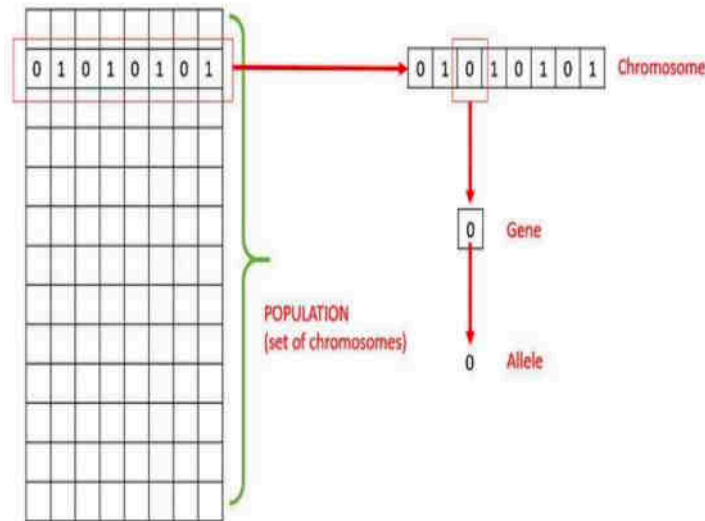 0 1 0 1 0 1 0 1
0 1 0 1 0 1 0 1 Chromosome
0 Gene
POPULATION
(set of chromosomes)
0 Allele